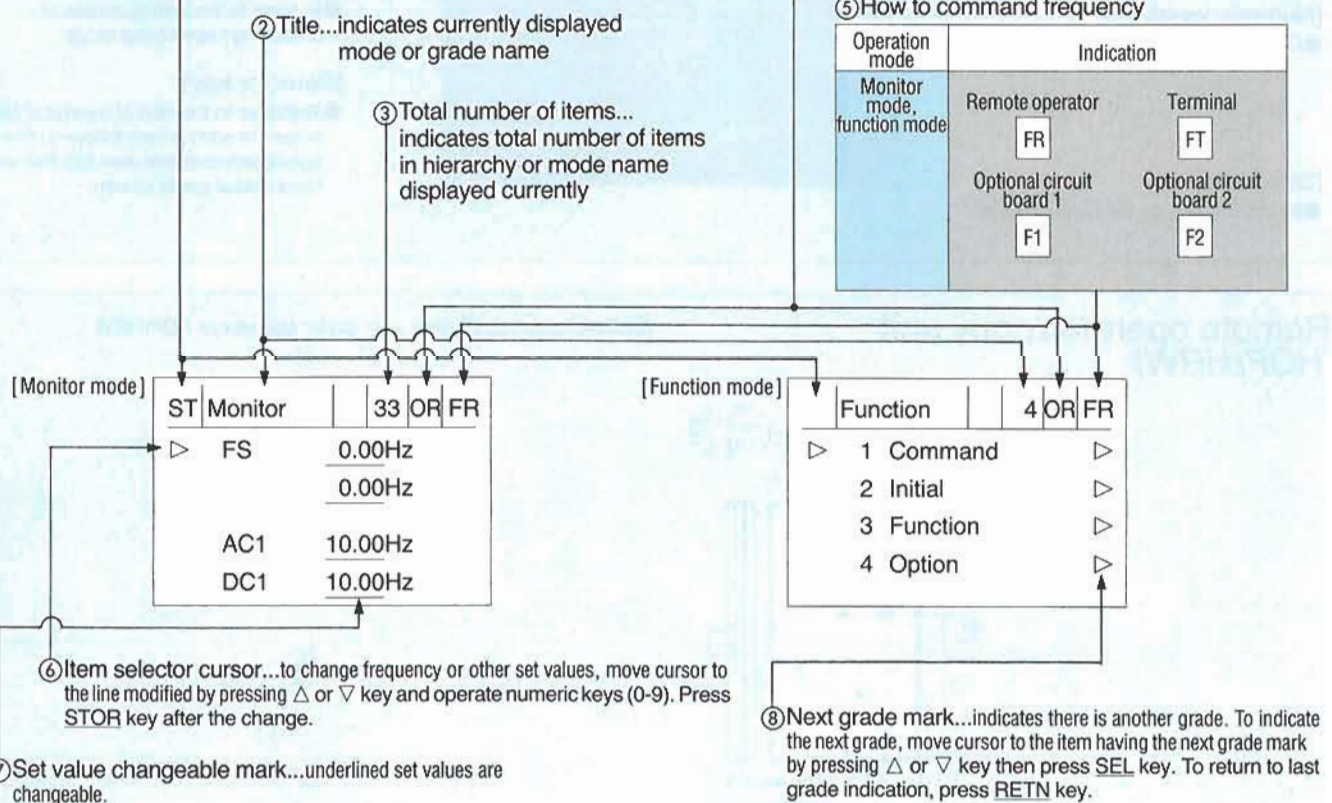 ②Title...indicates currently displayed
mode or grade name
③Total number of items...
indicates total number of items
in hierarchy or mode name
displayed currently
⑤How to command frequency
Operation mode
Indication
Monitor mode, function mode
Remote operator
Terminal
FR
FT
Optional circuit board 1
Optional circuit board 2
F1
F2
[Monitor mode]
ST Monitor 33 OR FR
▷ FS 0.00Hz
0.00Hz
AC1 10.00Hz
DC1 10.00Hz
[Function mode]
Function 4 OR FR
▷ 1 Command ▷
2 Initial ▷
3 Function ▷
4 Option ▷
⑥Item selector cursor...to change frequency or other set values, move cursor to
the line modified by pressing △ or ▽ key and operate numeric keys (0-9). Press
STOR key after the change.
⑦Set value changeable mark...underlined set values are
changeable.
⑧Next grade mark...indicates there is another grade. To indicate
the next grade, move cursor to the item having the next grade mark
by pressing △ or ▽ key then press SEL key. To return to last
grade indication, press RETN key.